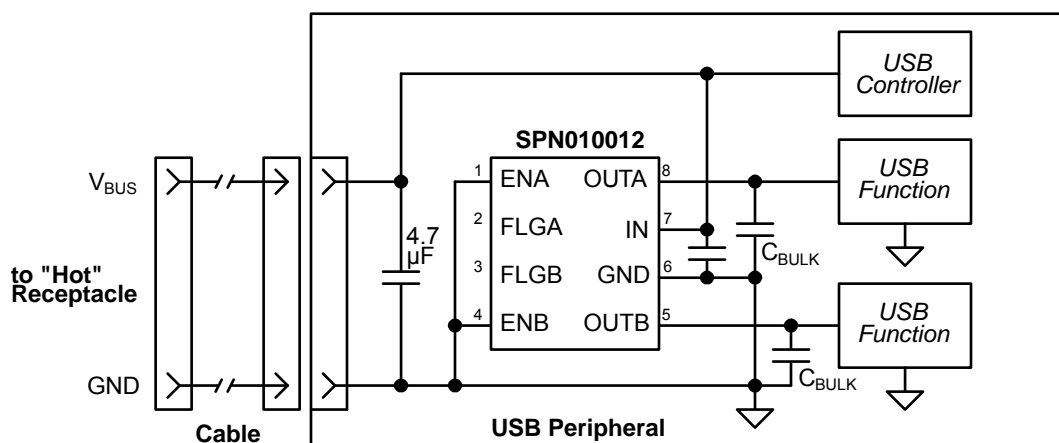 USB
Controller
SPN010012
V_BUS
1 ENA OUTA 8
USB
Function
2 FLGA IN 7
4.7
µF
C_BULK
to "Hot"
Receptacle
3 FLGB GND 6
4 ENB OUTB 5
USB
Function
GND
C_BULK
Cable
USB Peripheral